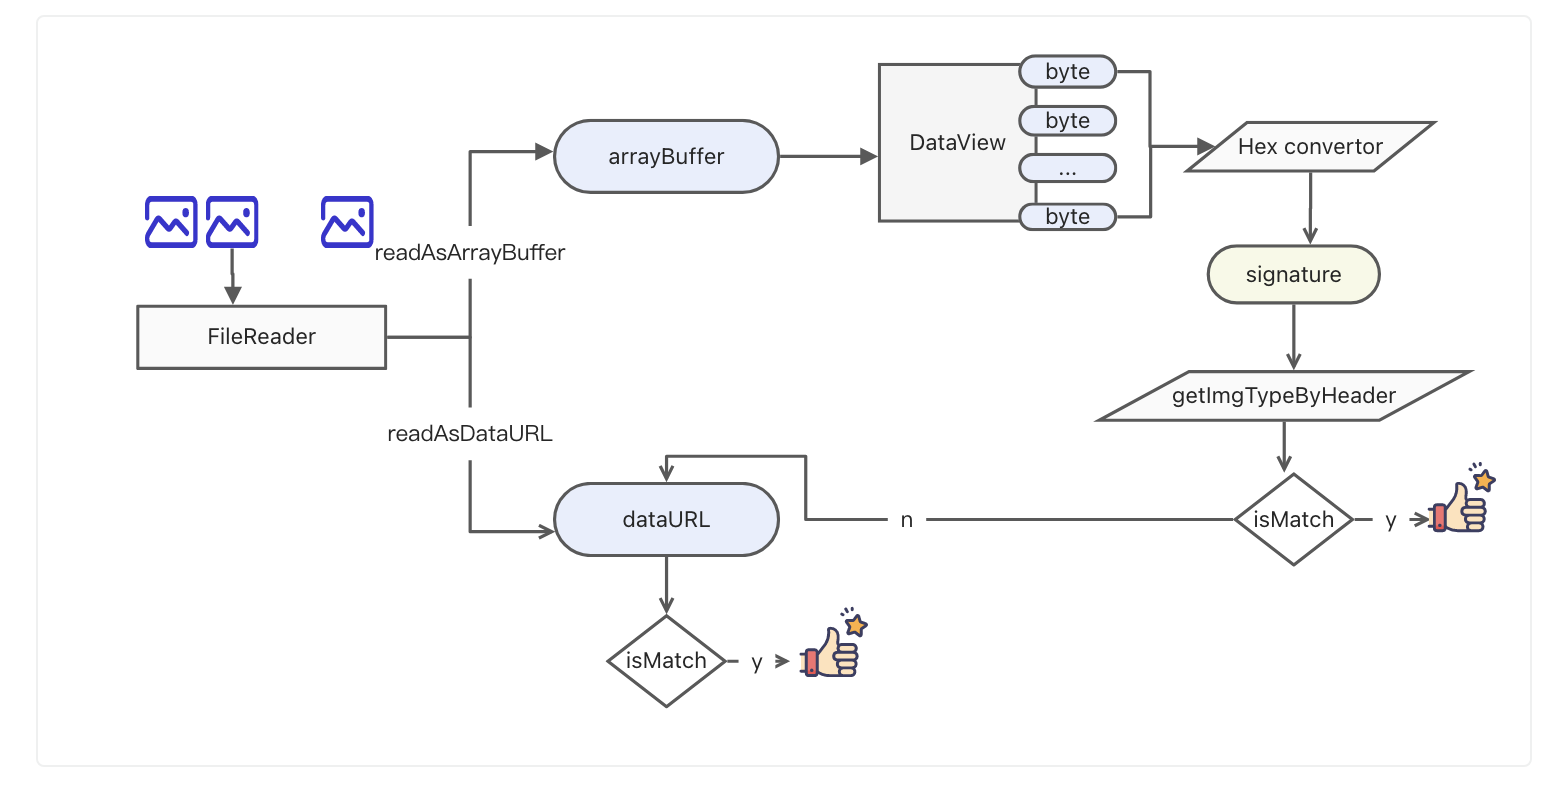 byte
byte
...
byte
DataView
arrayBuffer
Hex convertor
readAsArrayBuffer
signature
FileReader
getImgTypeByHeader
readAsDataURL
dataURL
n
isMatch
y
isMatch
y